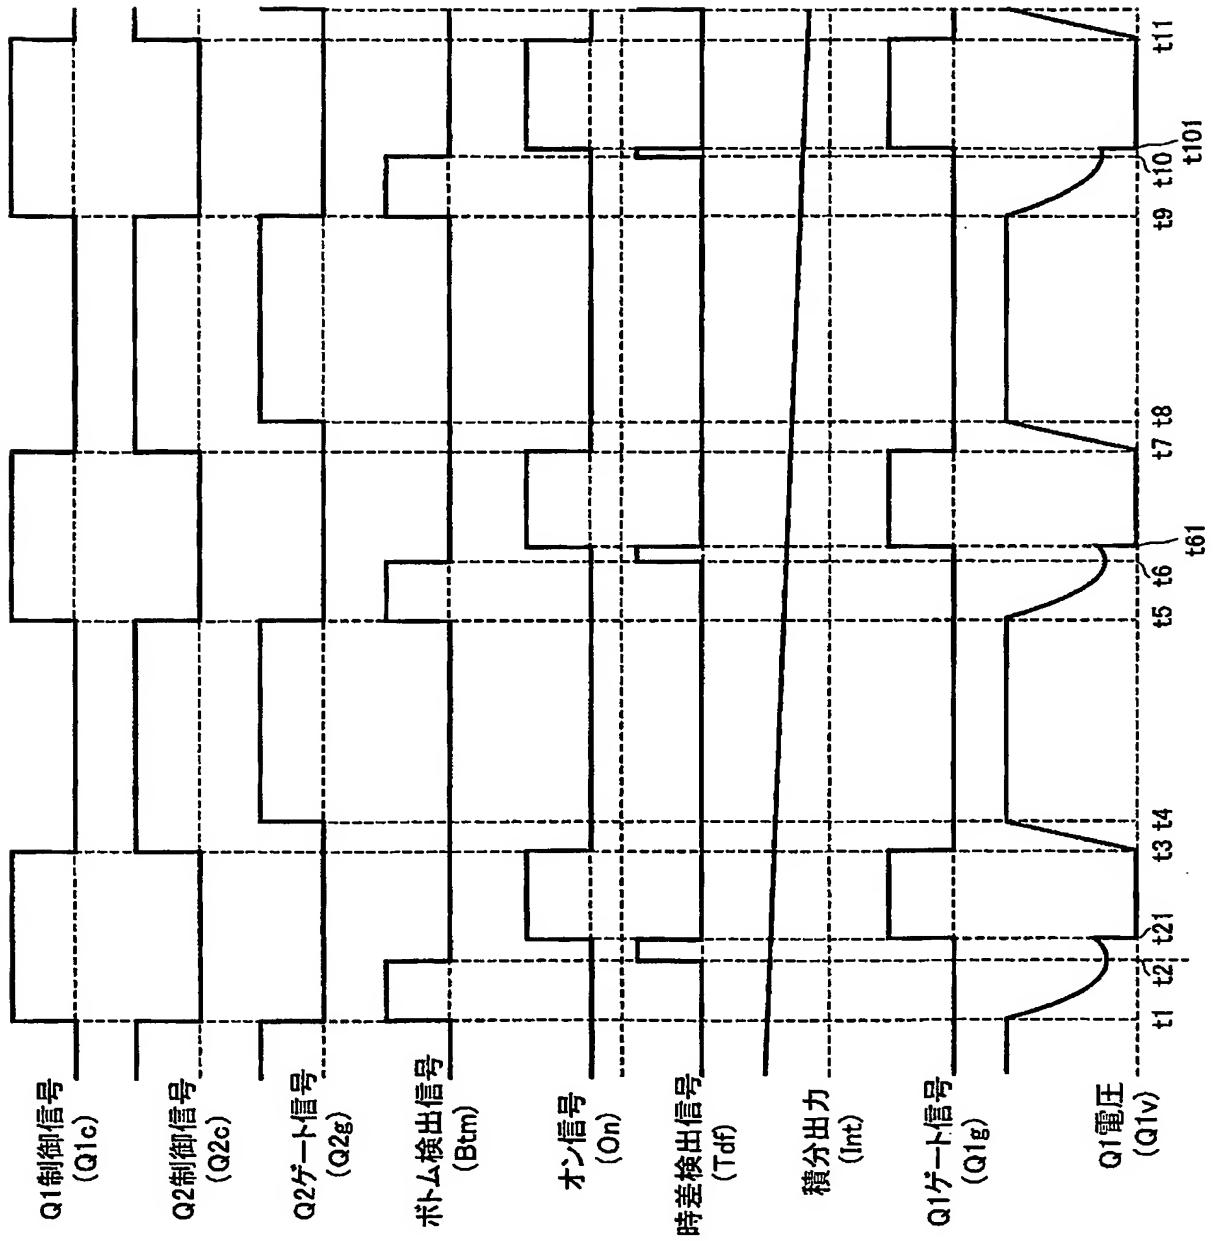 Q1制御信号
(Q1c)
Q2制御信号
(Q2c)
Q2ゲート信号
(Q2g)
ボトム検出信号
(Btm)
オン信号
(On)
時差検出信号
(Tdf)
積分出力
(Int)
Q1ゲート信号
(Q1g)
Q1電圧
(Q1v)
t1
t2
t21
t3
t4
t5
t6
t61
t7
t8
t9
t10
t101
t11